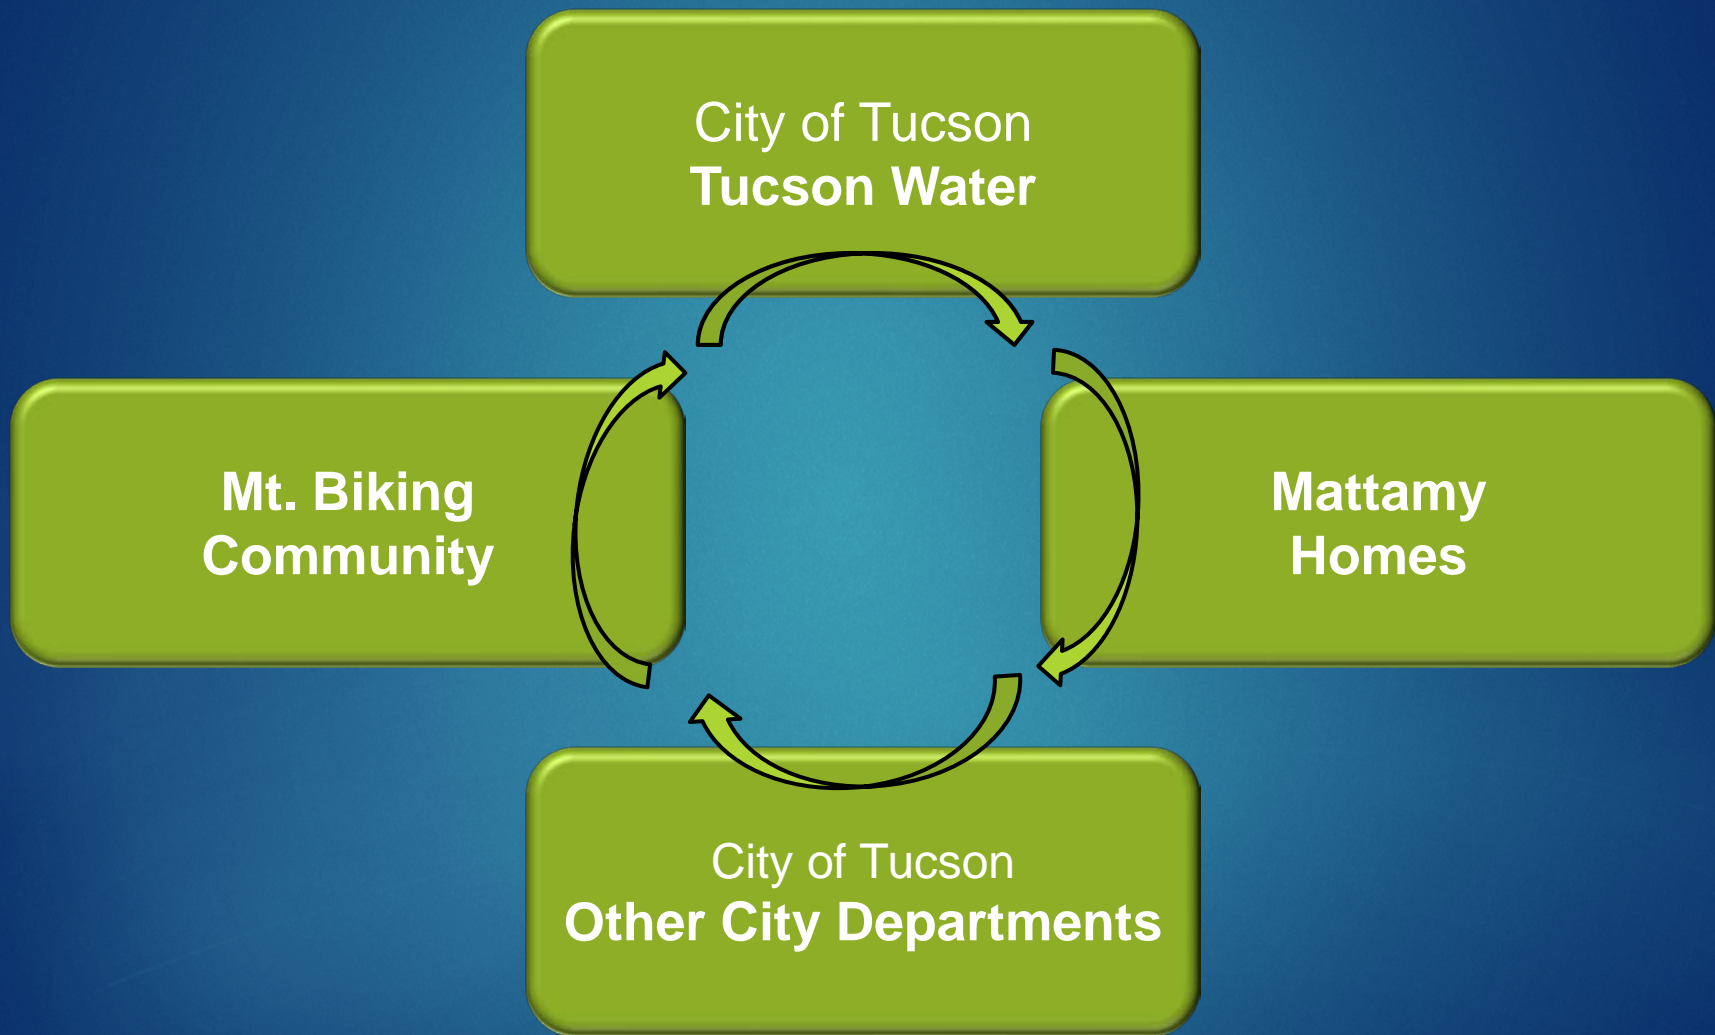 City of Tucson
Tucson Water
Mt. Biking
Community
Mattamy
Homes
City of Tucson
Other City Departments